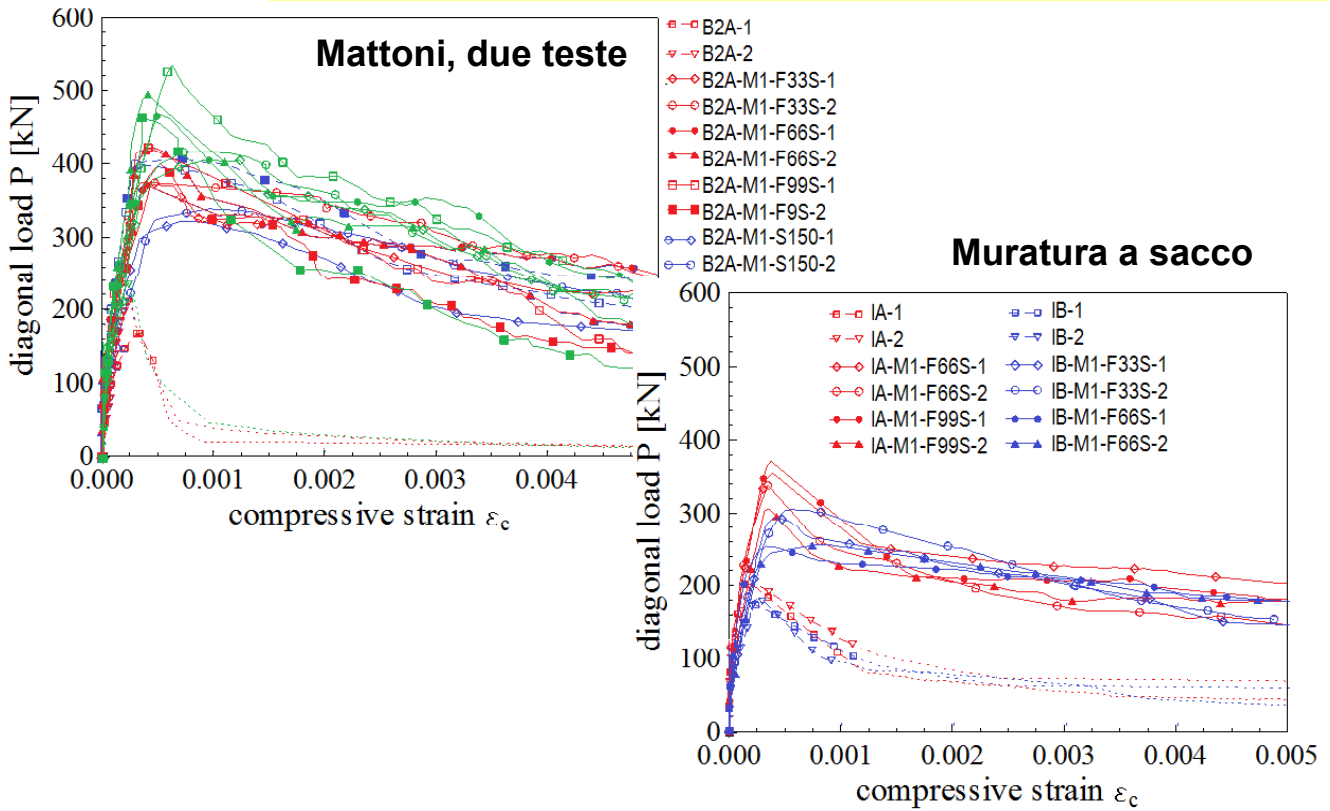 Mattoni, due teste
diagonal load P [kN]
600
500
400
300
200
100
0
0.000 0.001 0.002 0.003 0.004
compressive strain εc
B2A-1
B2A-2
B2A-M1-F33S-1
B2A-M1-F33S-2
B2A-M1-F66S-1
B2A-M1-F66S-2
B2A-M1-F99S-1
B2A-M1-F9S-2
B2A-M1-S150-1
B2A-M1-S150-2
Muratura a sacco
diagonal load P [kN]
600
500
400
300
200
100
0
IA-1
IA-2
IA-M1-F66S-1
IA-M1-F66S-2
IA-M1-F99S-1
IA-M1-F99S-2
IB-1
IB-2
IB-M1-F33S-1
IB-M1-F33S-2
IB-M1-F66S-1
IB-M1-F66S-2
0.000 0.001 0.002 0.003 0.004 0.005
compressive strain εc